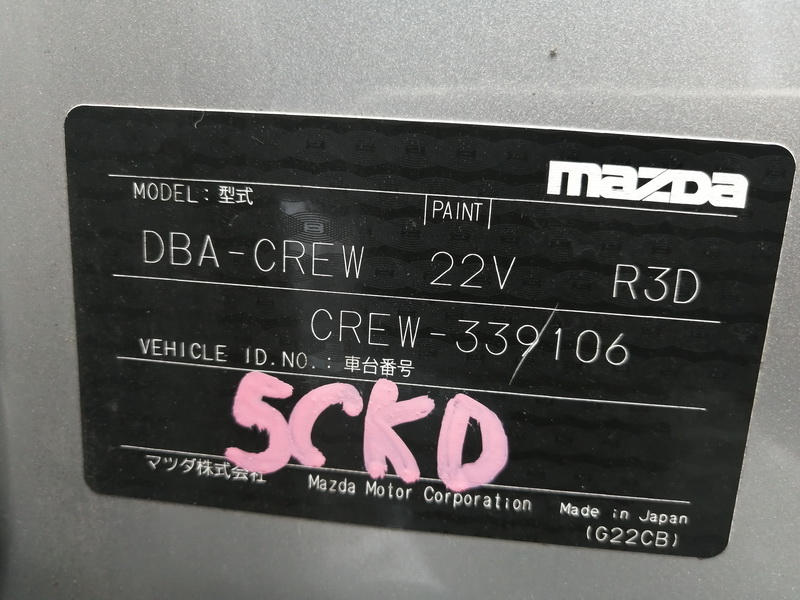 mazda
MODEL: 型式
PAINT
DBA-CREW 22V R3D
CREW-339106
VEHICLE ID.NO.: 車台番号
SCKD
マツダ株式会社 Mazda Motor Corporation Made in Japan
(G22CB)